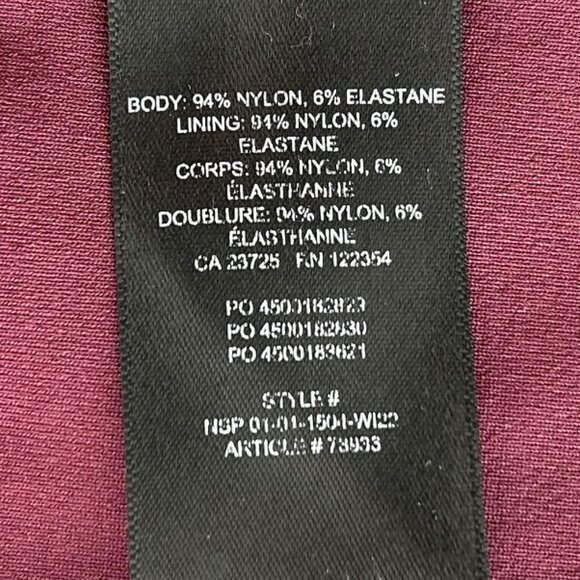 BODY: 94% NYLON, 6% ELASTANE
LINING: 94% NYLON, 6%
ELASTANE
CORPS: 94% NYLON, 6%
ÉLASTHANNE
DOUBLURE: 94% NYLON, 6%
ÉLASTHANNE
CA 23725 RN 122354
PO 4500182829
PO 4500182830
PO 4500183621
STYLE #
NSP 01-01-1504-WI22
ARTICLE # 73933